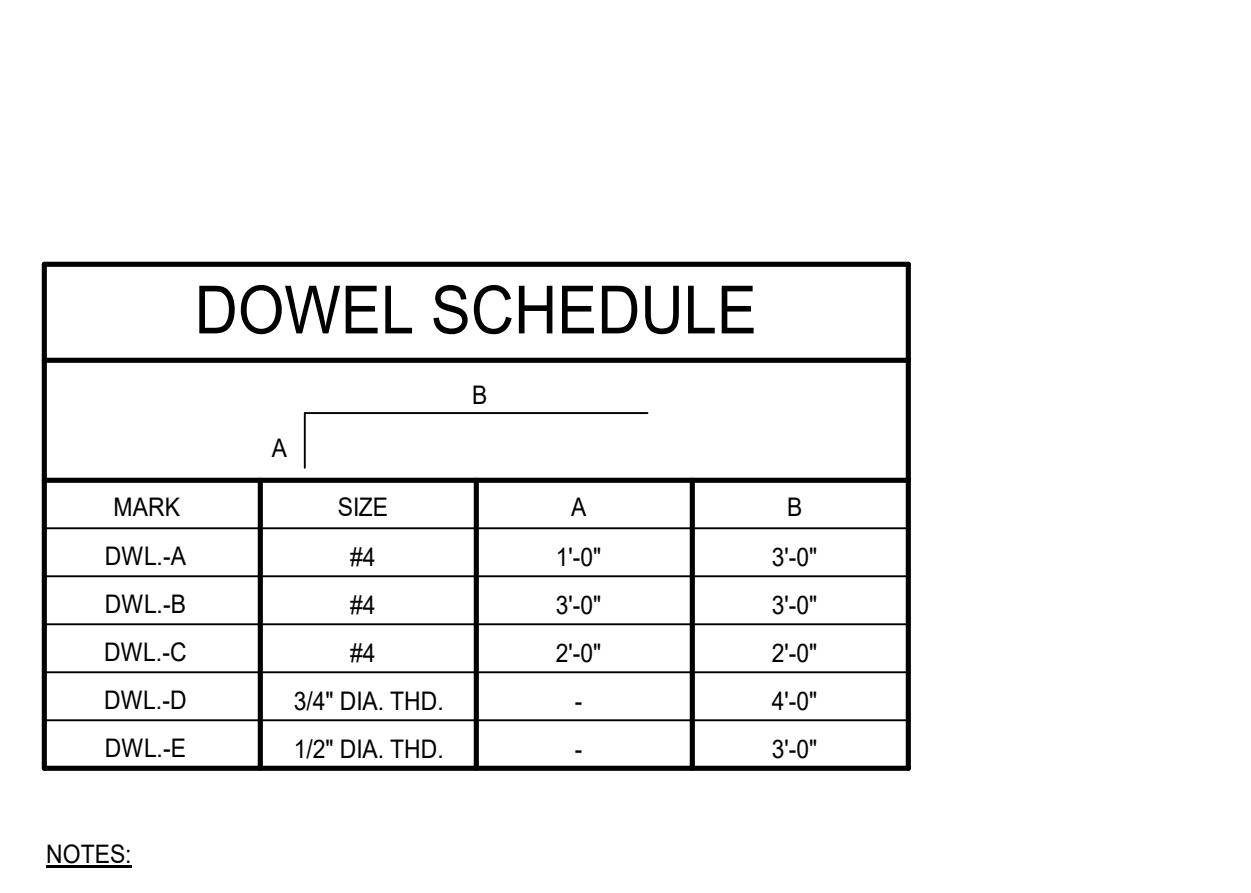 DOWEL SCHEDULE
B
A
MARK SIZE A B
DWL.-A #4 1'-0" 3'-0"
DWL.-B #4 3'-0" 3'-0"
DWL.-C #4 2'-0" 2'-0"
DWL.-D 3/4" DIA. THD. - 4'-0"
DWL.-E 1/2" DIA. THD. - 3'-0"
NOTES: